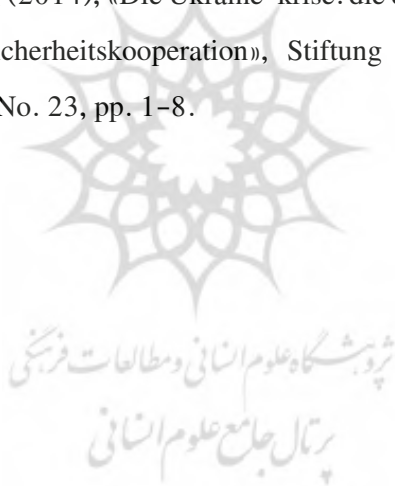 (2014), «Die Ukraine-krise: die
icherheitskooperation», Stiftung
No. 23, pp. 1-8.
پژوهشگاه علوم انسانی و مطالعات فرهنگی
پرتال جامع علوم انسانی